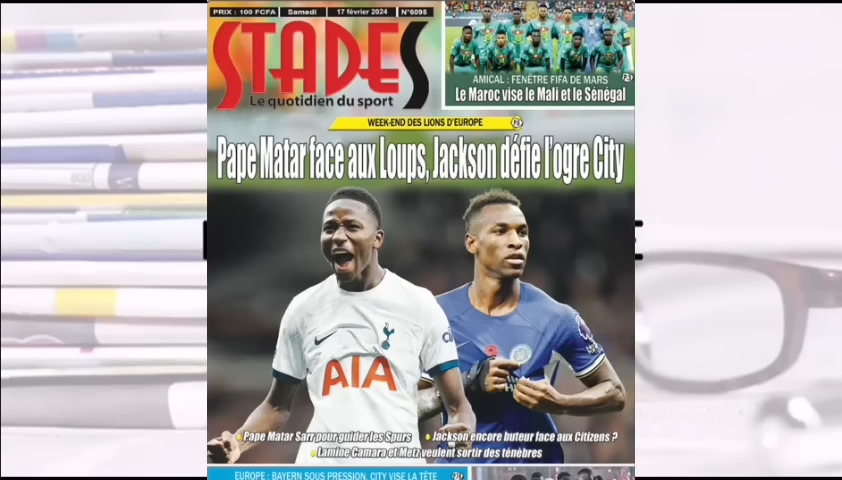 PRIX : 100 FCFA Samedi 17 février 2024 N°6095
STADES
Le quotidien du sport
AMICAL : FENÊTRE FIFA DE MARS
P3
Le Maroc vise le Mali et le Sénégal
WEEK-END DES LIONS D'EUROPE
Pape Matar face aux Loups, Jackson défie l'ogre City
AIA
Pape Matar Sarr pour guider les Spurs
Jackson encore buteur face aux Citizens ?
Lamine Camara et Metz veulent sortir des ténèbres
EUROPE : BAYERN SOUS PRESSION, CITY VISE LA TÊTE